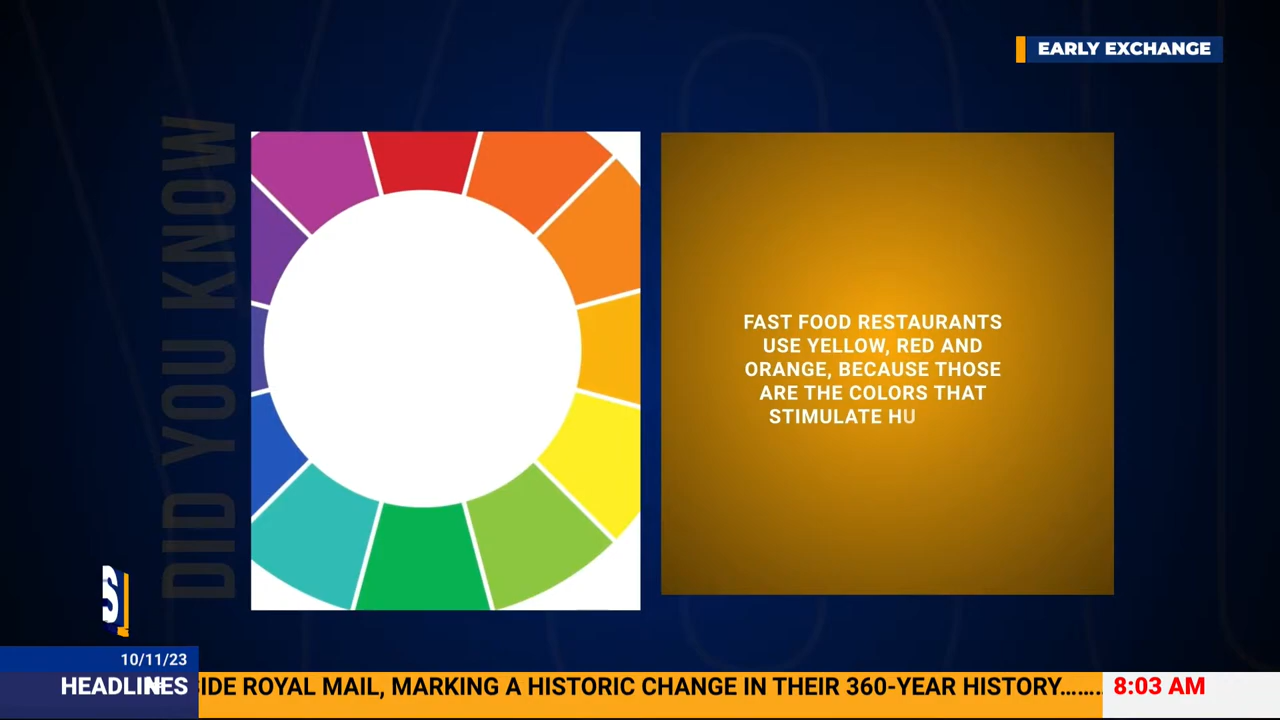 EARLY EXCHANGE
DID YOU KNOW
FAST FOOD RESTAURANTS
USE YELLOW, RED AND
ORANGE, BECAUSE THOSE
ARE THE COLORS THAT
STIMULATE HU
S
10/11/23
HEADLINES
IDE ROYAL MAIL, MARKING A HISTORIC CHANGE IN THEIR 360-YEAR HISTORY........
8:03 AM